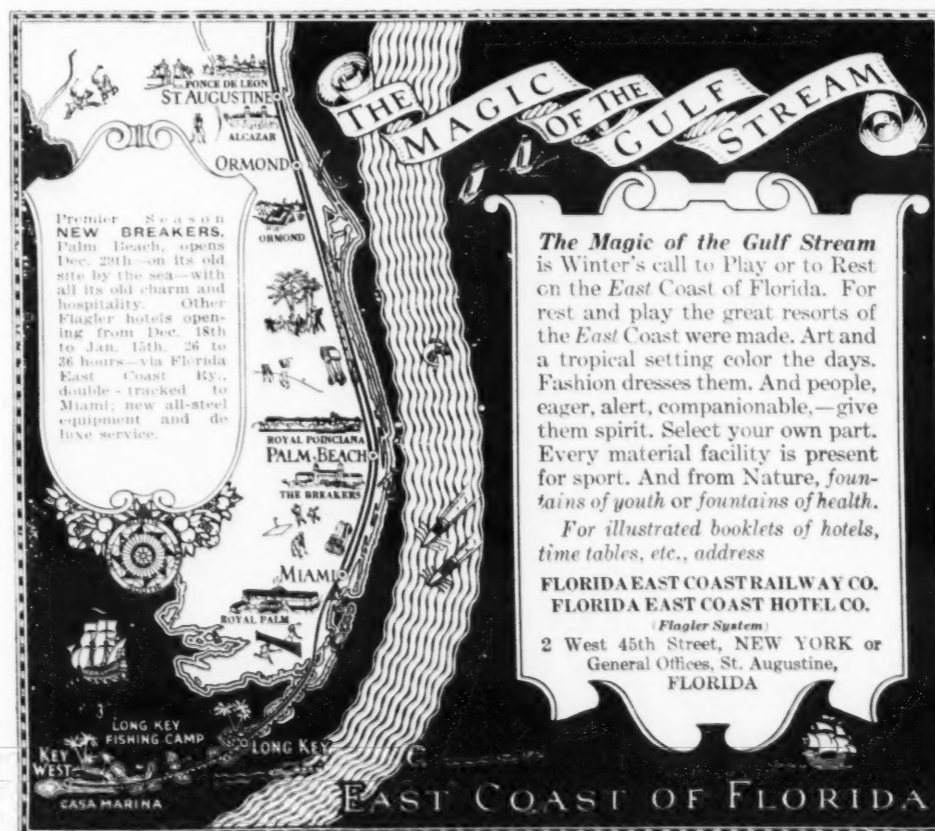 THE MAGIC OF THE GULF STREAM
PONCE DE LEON
ST AUGUSTINE
ALCAZAR
ORMOND
ORMOND
ROYAL POINCIANA
PALM BEACH
THE BREAKERS
MIAMI
ROYAL PALM
LONG KEY
FISHING CAMP
LONG KEY
KEY
WEST
CASA MARINA
Premier Season
NEW BREAKERS,
Palm Beach, opens
Dec. 29th—on its old
site by the sea—with
all its old charm and
hospitality. Other
Flagler hotels open-
ing from Dec. 18th
to Jan. 15th. 26 to
36 hours—via Florida
East Coast Ry.,
double-tracked to
Miami; new all-steel
equipment and de
luxe service.
The Magic of the Gulf Stream
is Winter's call to Play or to Rest
on the East Coast of Florida. For
rest and play the great resorts of
the East Coast were made. Art and
a tropical setting color the days.
Fashion dresses them. And people,
eager, alert, companionable,—give
them spirit. Select your own part.
Every material facility is present
for sport. And from Nature, foun-
tains of youth or fountains of health.
For illustrated booklets of hotels,
time tables, etc., address
FLORIDA EAST COAST RAILWAY CO.
FLORIDA EAST COAST HOTEL CO.
(Flagler System)
2 West 45th Street, NEW YORK or
General Offices, St. Augustine,
FLORIDA
EAST COAST OF FLORIDA